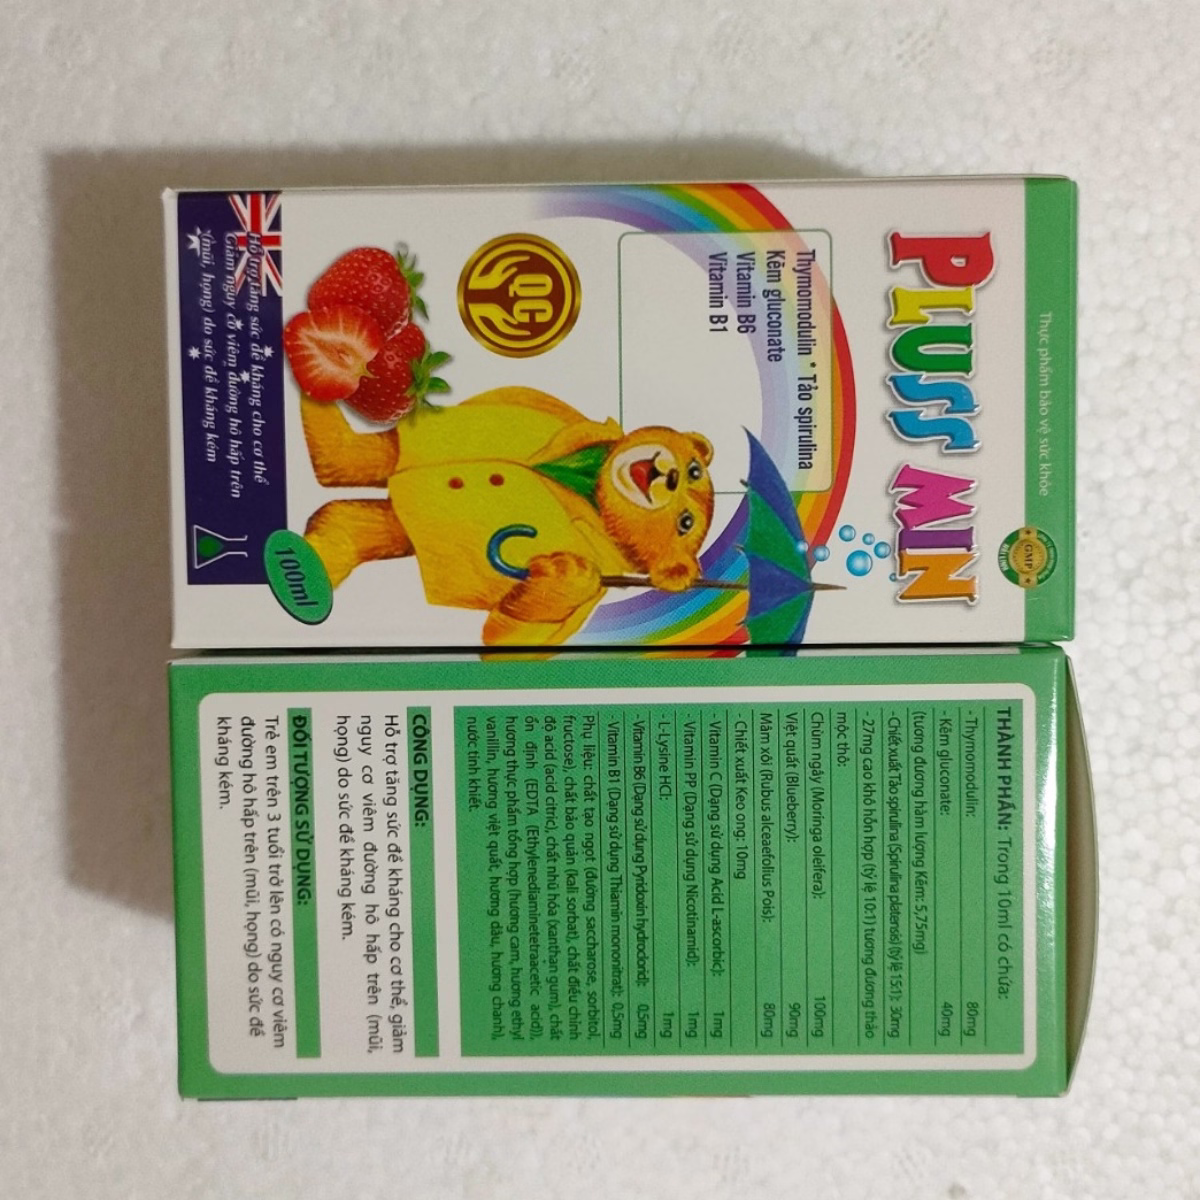 Thực phẩm bảo vệ sức khỏe
GMP
PLUSS MIN
Thymomodulin * Tảo spirulina
Kẽm gluconate
Vitamin B6
Vitamin B1
QC
100ml
Hỗ trợ tăng sức đề kháng cho cơ thể
Giảm nguy cơ viêm đường hô hấp trên
(mũi, họng) do sức đề kháng kém
THÀNH PHẦN: Trong 10ml có chứa:
- Thymomodulin: 80mg
- Kẽm gluconate: 40mg
(tương đương hàm lượng Kẽm: 5,75mg)
- Chiết xuất Tảo spirulina (Spirulina platensis) (tỷ lệ 15:1): 30mg
- 27mg cao khô hỗn hợp (tỷ lệ 10:1) tương đương thảo
mộc thô:
Chùm ngây (Moringa oleifera): 100mg
Việt quất (Blueberry): 90mg
Mâm xôi (Rubus alceaefolius Pois): 80mg
- Chiết xuất Keo ong: 10mg
- Vitamin C (Dạng sử dụng Acid L-ascorbic): 1mg
- Vitamin PP (Dạng sử dụng Nicotinamid): 1mg
- L-Lysine HCl: 1mg
- Vitamin B6 (Dạng sử dụng Pyridoxin hydroclorid): 0,5mg
- Vitamin B1 (Dạng sử dụng Thiamin mononitrat): 0,5mg
Phụ liệu: chất tạo ngọt (đường saccharose, sorbitol,
fructose), chất bảo quản (kali sorbat), chất điều chỉnh
độ acid (acid citric), chất nhũ hóa (xanthan gum), chất
ổn định (EDTA (Ethylenediaminetetraacetic acid)),
hương thực phẩm tổng hợp (hương cam, hương ethyl
vanillin, hương việt quất, hương dâu, hương chanh),
nước tinh khiết.
CÔNG DỤNG:
Hỗ trợ tăng sức đề kháng cho cơ thể, giảm
nguy cơ viêm đường hô hấp trên (mũi,
họng) do sức đề kháng kém.
ĐỐI TƯỢNG SỬ DỤNG:
Trẻ em trên 3 tuổi trở lên có nguy cơ viêm
đường hô hấp trên (mũi, họng) do sức đề
kháng kém.